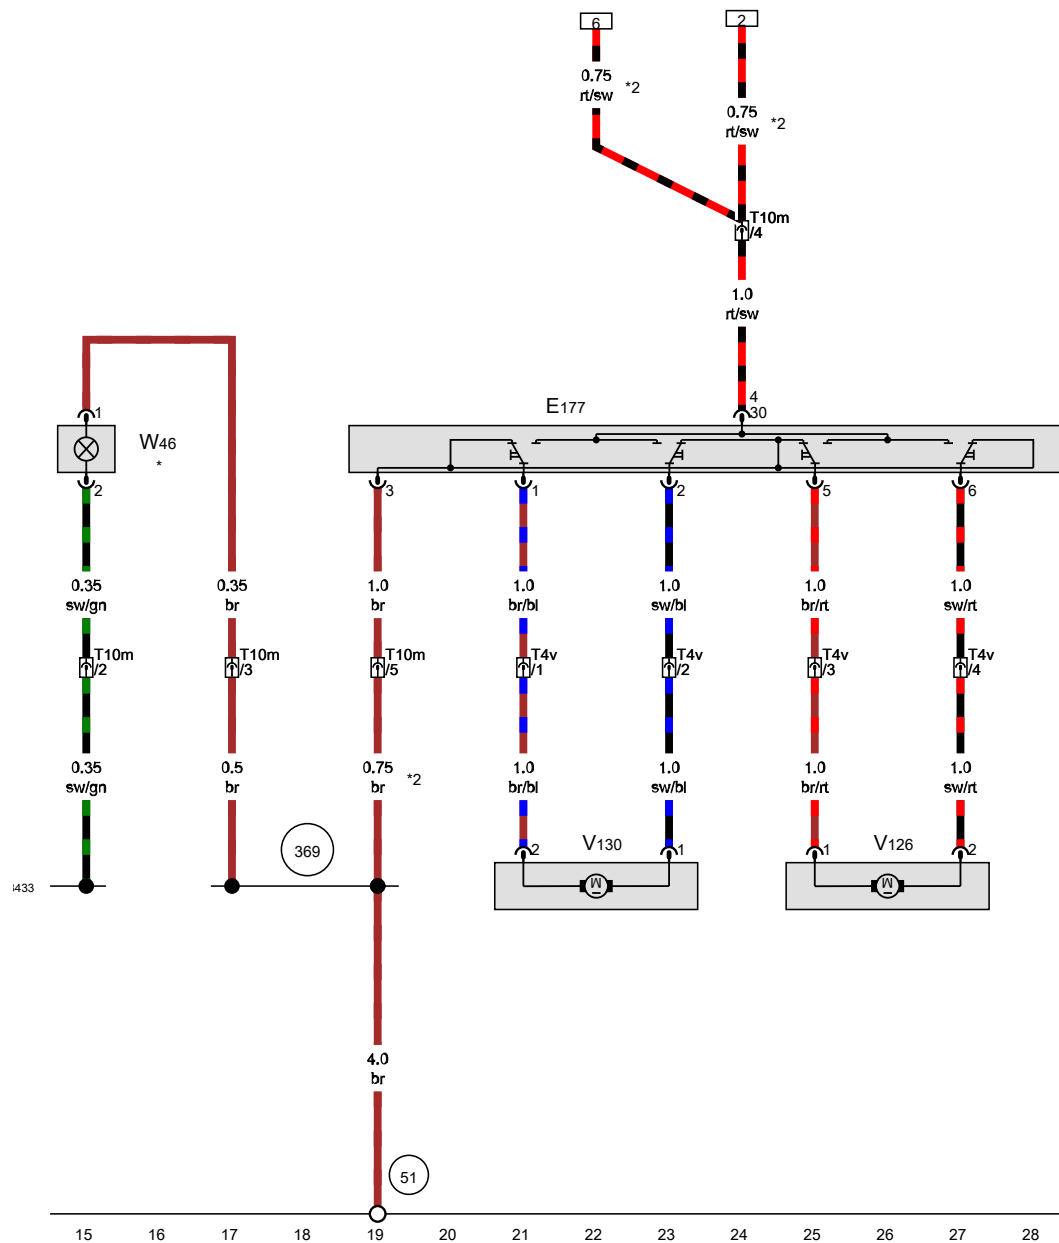 6
2
0.75
rt/sw
*2
0.75
rt/sw
*2
T10m
/4
1.0
rt/sw
4
30
1
E177
W46
*
2
3
1
2
5
6
0.35
sw/gn
0.35
br
1.0
br
1.0
br/bl
1.0
sw/bl
1.0
br/rt
1.0
sw/rt
T10m
/2
T10m
/3
T10m
/5
T4v
/1
T4v
/2
T4v
/3
T4v
/4
0.35
sw/gn
0.5
br
0.75
br
*2
1.0
br/bl
1.0
sw/bl
1.0
br/rt
1.0
sw/rt
369
2
V130
1
1
V126
2
M
M
433
4.0
br
51
15 16 17 18 19 20 21 22 23 24 25 26 27 28